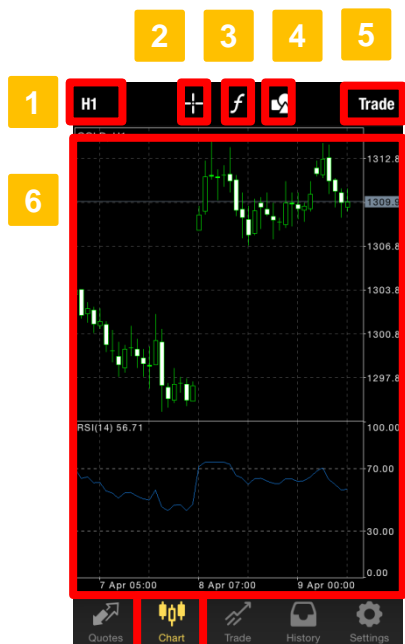 2 3 4 5
1
H1 f Trade
GOLD, H1
6
1312.8
1309.9
1306.8
1303.8
1300.8
1297.8
RSI(14) 56.71
100.00
70.00
30.00
0.00
7 Apr 05:00 8 Apr 07:00 9 Apr 00:00
Quotes Chart Trade History Settings